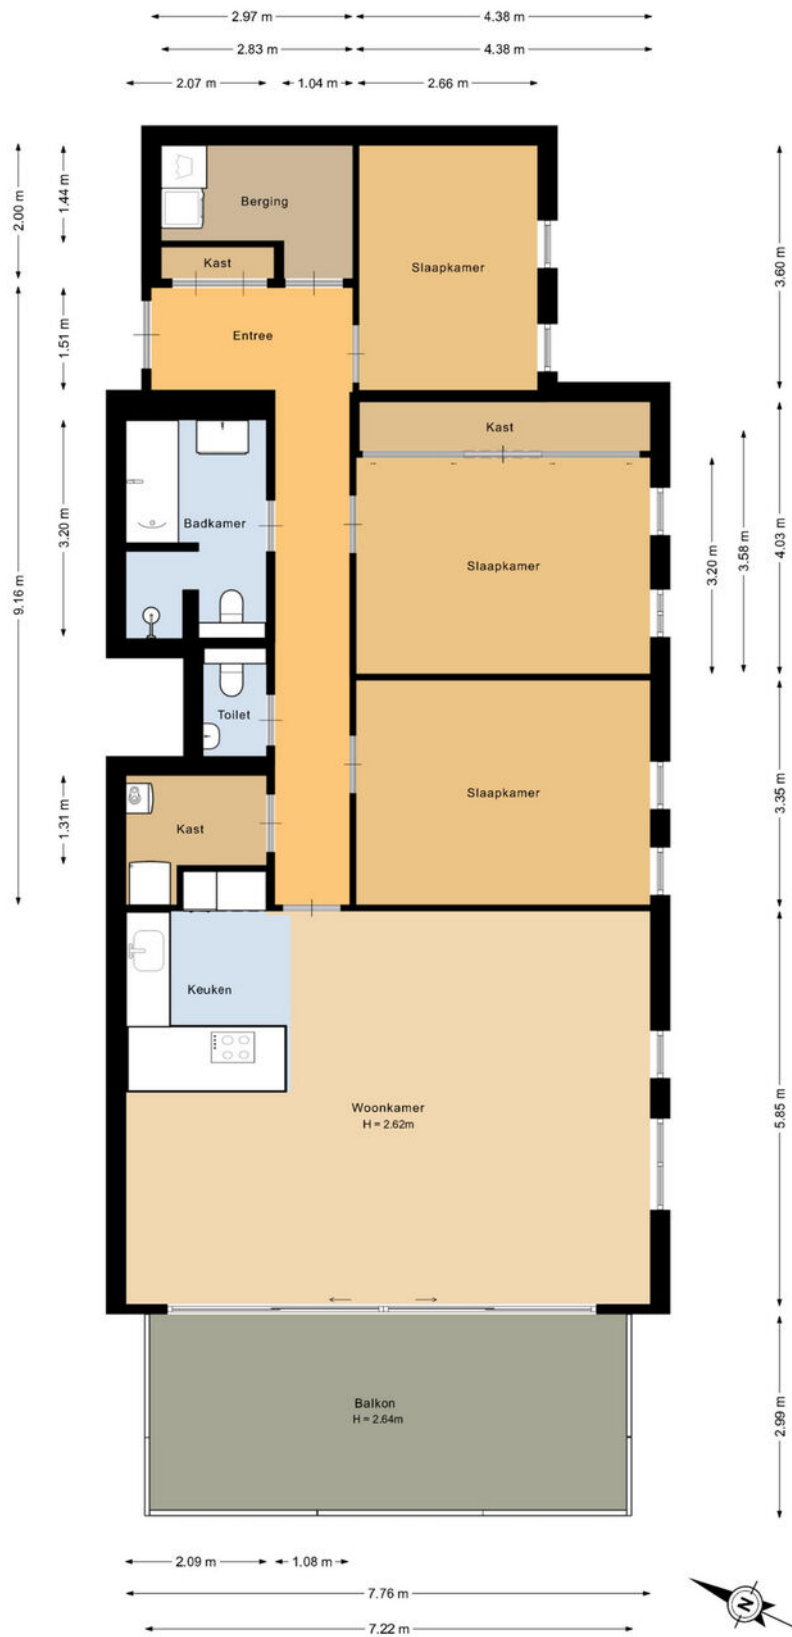 2.97 m
4.38 m
2.83 m
4.38 m
2.07 m
1.04 m
2.66 m
2.00 m
1.44 m
Berging
Kast
Slaapkamer
3.60 m
1.51 m
Entree
9.16 m
3.20 m
Badkamer
Kast
Slaapkamer
3.20 m
3.58 m
4.03 m
Toilet
1.31 m
Kast
Slaapkamer
3.35 m
Keuken
Woonkamer
H = 2.62m
5.85 m
Balkon
H = 2.64m
2.99 m
2.09 m
1.08 m
7.76 m
7.22 m
N